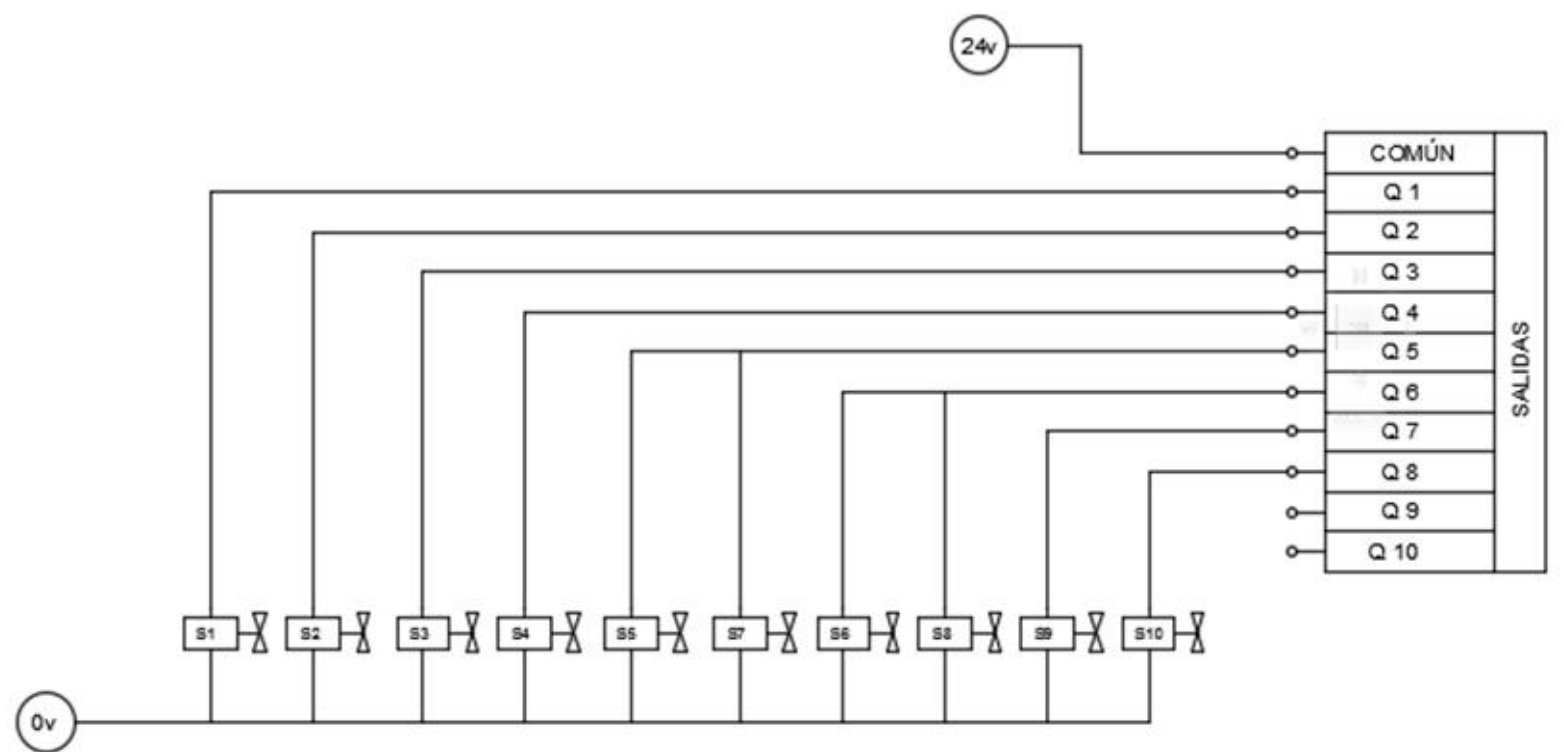 24v
COMÚN
Q 1
Q 2
Q 3
Q 4
Q 5
Q 6
Q 7
Q 8
Q 9
Q 10
SALIDAS
S1
S2
S3
S4
S5
S7
S6
S8
S9
S10
0v